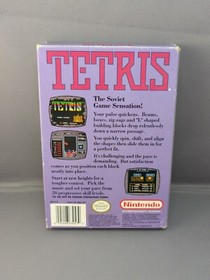 TETRIS
The Soviet
Game Sensation!
Your pulse quickens. Beams,
boxes, zig-zags and "L" shaped
building blocks drop relentlessly
down a narrow passage.
You quickly spin, shift, and align
the shapes then slide them in for
a perfect fit.
It's challenging and the pace is
demanding. But satisfaction
comes as you position each block
neatly into place.
Start at new heights for a
tougher contest. Pick the
music and set your pace from
20 progressive skill levels.
Nintendo